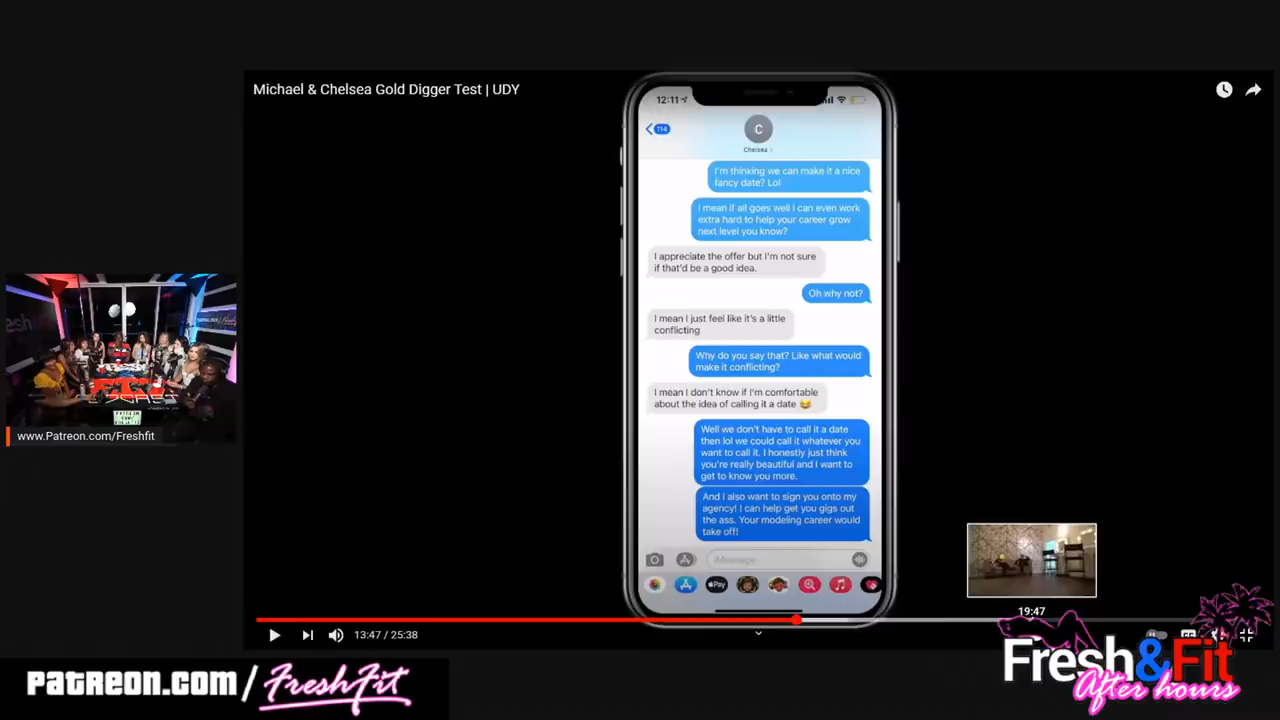 Michael & Chelsea Gold Digger Test | UDY
12:11
114
C
Chelsea
I'm thinking we can make it a nice
fancy date? Lol
I mean if all goes well I can even work
extra hard to help your career grow
next level you know?
I appreciate the offer but I'm not sure
if that'd be a good idea.
Oh why not?
I mean I just feel like it's a little
conflicting
Why do you say that? Like what would
make it conflicting?
I mean I don't know if I'm comfortable
about the idea of calling it a date 😂
Well we don't have to call it a date
then lol we could call it whatever you
want to call it. I honestly just think
you're really beautiful and I want to
get to know you more.
And I also want to sign you onto my
agency! I can help get you gigs out
the ass. Your modeling career would
take off!
iMessage
Pay
www.Patreon.com/Freshfit
19:47
13:47 / 25:38
PATREON.COM/FRESHFIT
Fresh&Fit
After hours